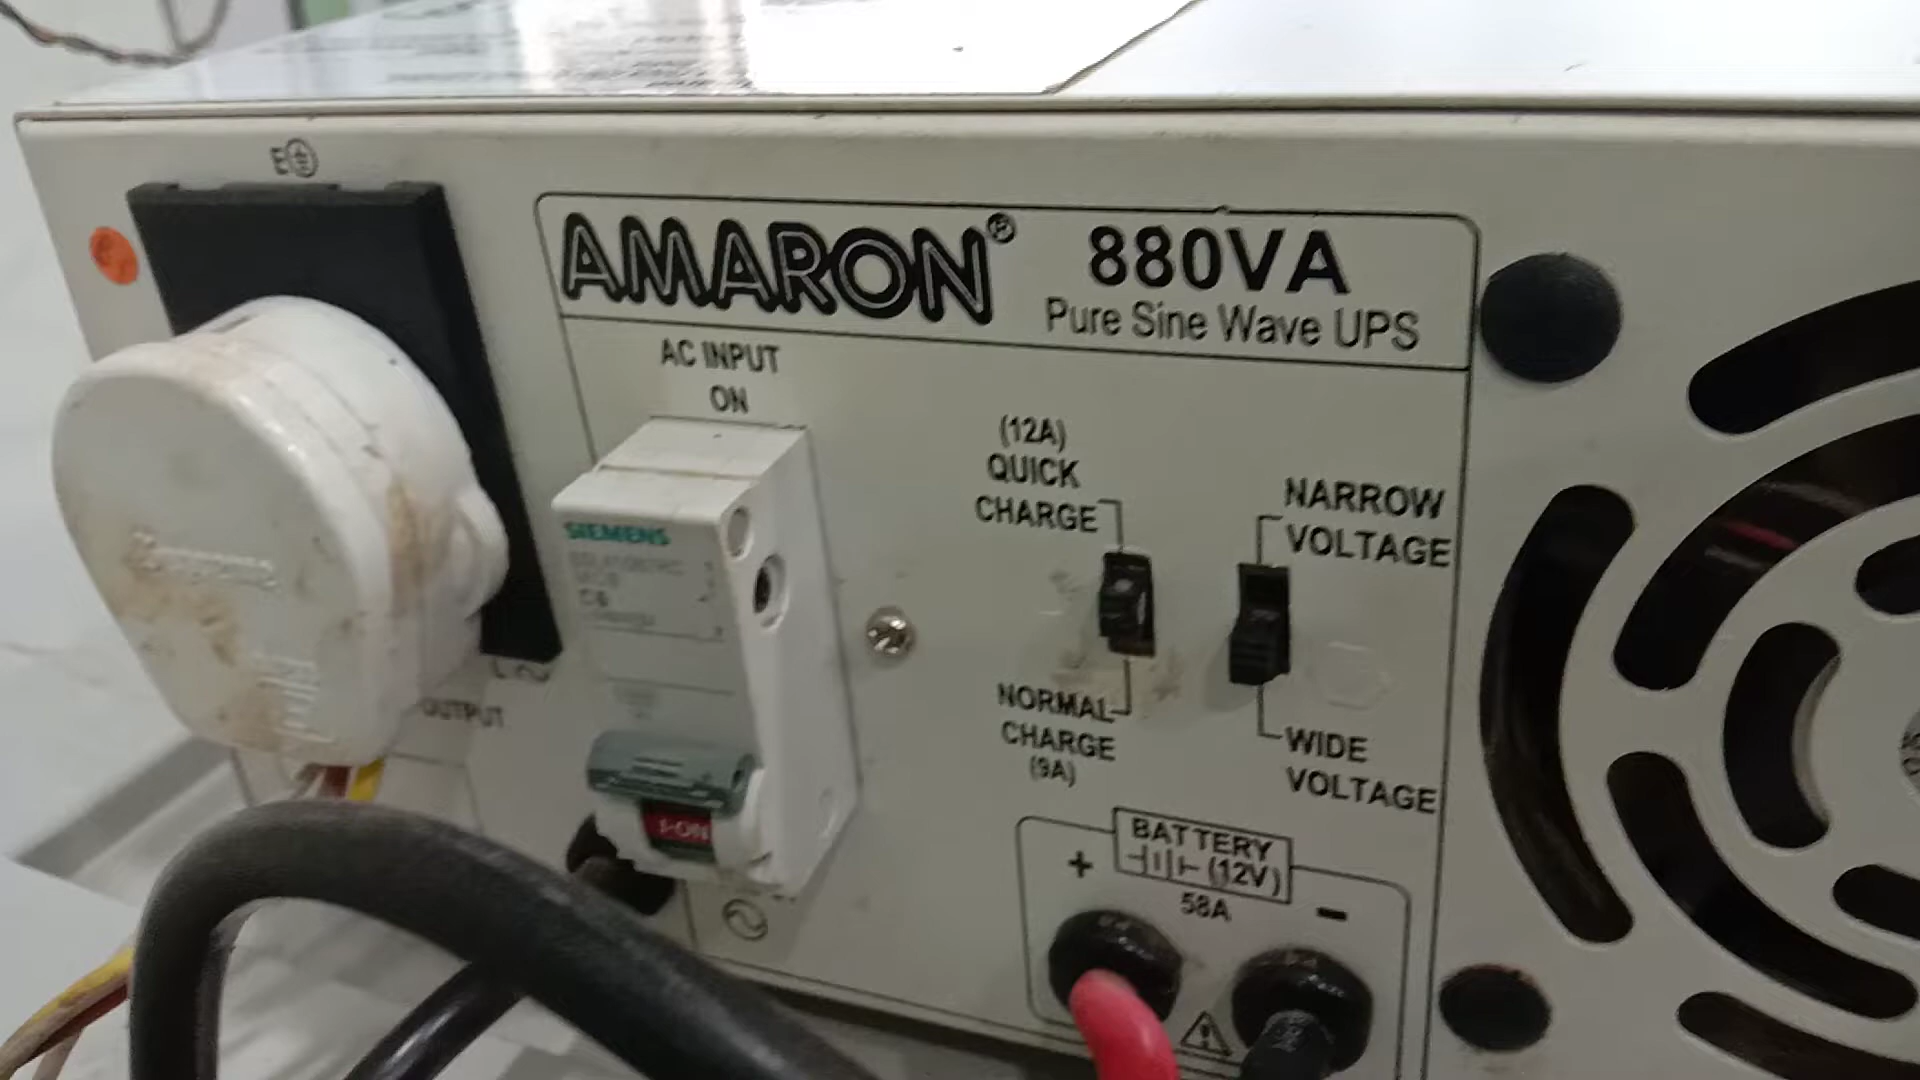 E
AMARON®
880VA
Pure Sine Wave UPS
AC INPUT
ON
SIEMENS
MCB
C6
I-ON
OUTPUT
(12A)
QUICK
CHARGE
NORMAL
CHARGE
(9A)
NARROW
VOLTAGE
WIDE
VOLTAGE
BATTERY
(12V)
+
58A
-